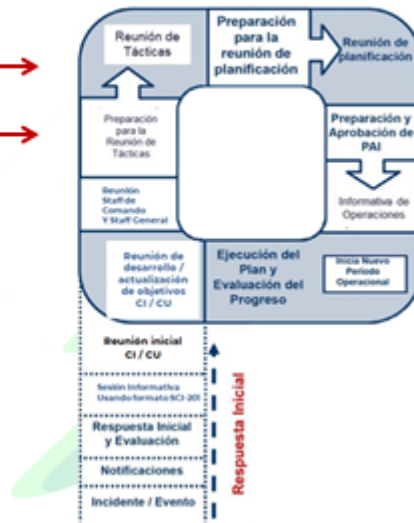 Reunión de
Tácticas
Preparación
para la
reunión de
planificación
Reunión de
planificación
Preparación
para la
Reunión de
Tácticas
Preparación y
Aprobación de
PAI
Reunión
Staff de
Comando
Y Staff General
Informativa de
Operaciones
Reunión de
desarrollo /
actualización
de objetivos
CI / CU
Ejecución del
Plan y
Evaluación del
Progreso
Inicia Nuevo
Período
Operacional
Reunión inicial
CI / CU
Sesión Informativa
Usando formato SCI-201
Respuesta Inicial
y Evaluación
Notificaciones
Incidente / Evento
Respuesta Inicial